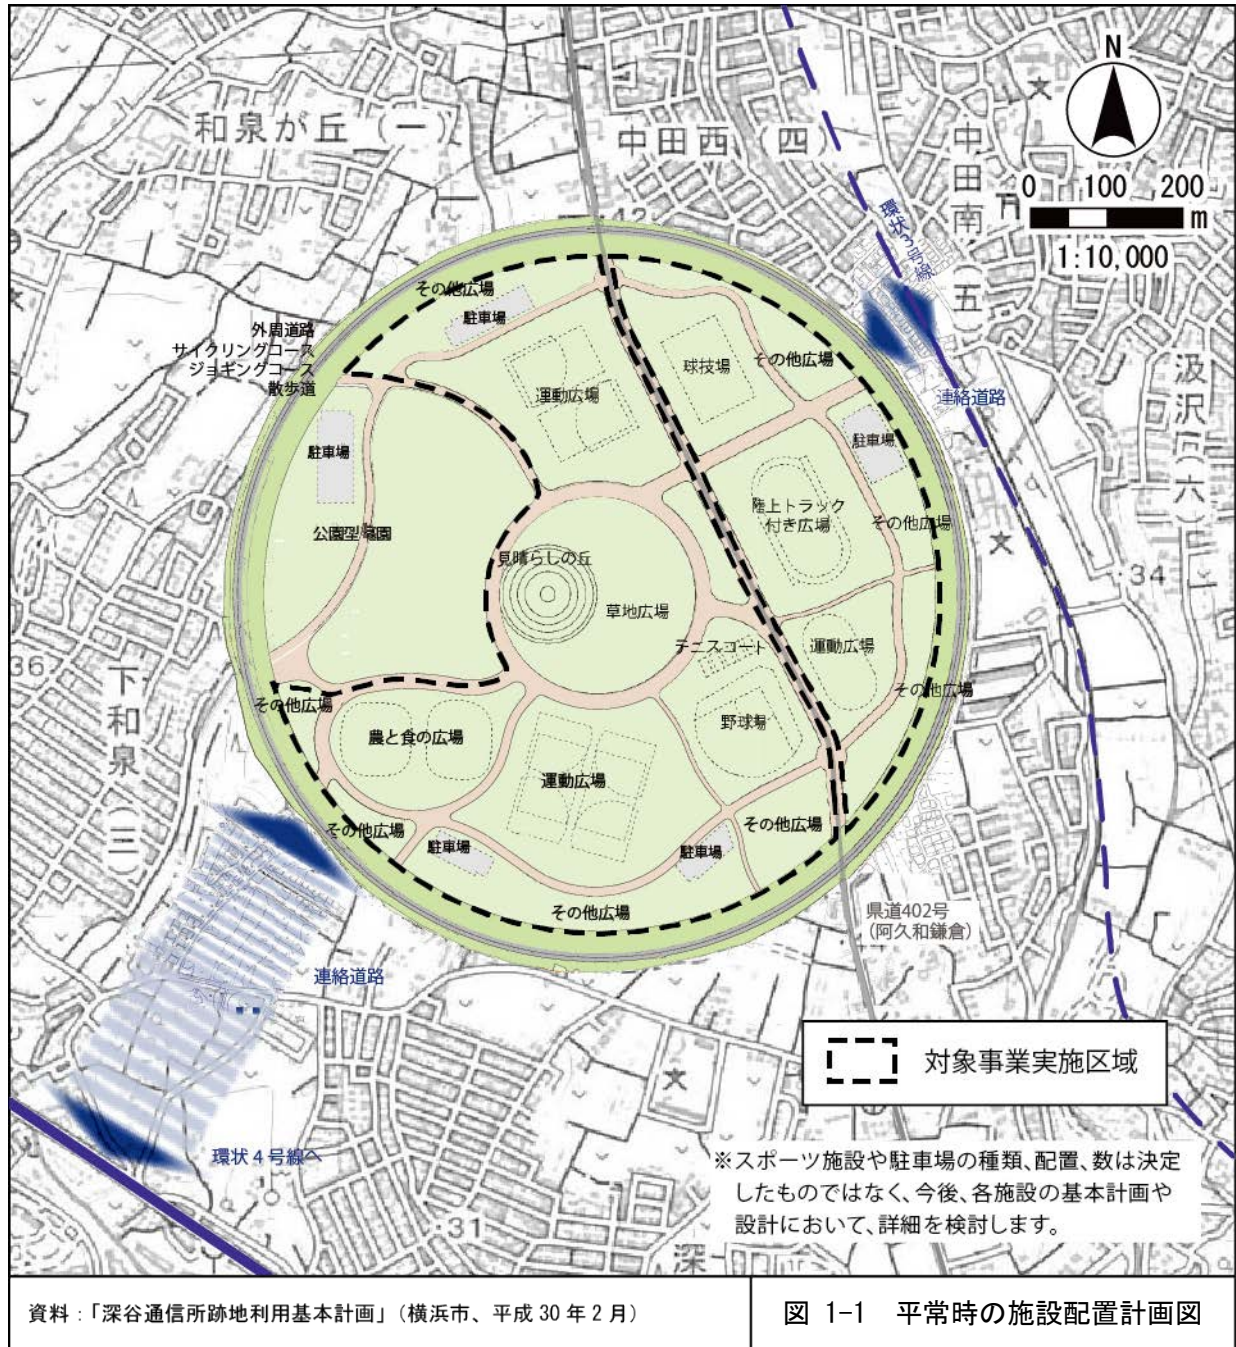 和泉が丘(一)
中田西(四)
中田南(五)
N
0 100 200
m
1:10,000
環状3号線
42
その他広場
駐車場
外周道路
サイクリングコース
ジョギングコース
散歩道
運動広場
球技場
その他広場
連絡道路
汲沢(六)
駐車場
駐車場
陸上トラック
付き広場
その他広場
公園型墓園
見晴らしの丘
草地広場
34
テニスコート
運動広場
36
下和泉(三)
その他広場
その他広場
農と食の広場
野球場
運動広場
その他広場
その他広場
駐車場
駐車場
その他広場
県道402号
(阿久和鎌倉)
連絡道路
対象事業実施区域
環状4号線へ
※スポーツ施設や駐車場の種類、配置、数は決定
したものではなく、今後、各施設の基本計画や
設計において、詳細を検討します。
31
深
資料:「深谷通信所跡地利用基本計画」(横浜市、平成30年2月)
図 1-1 平常時の施設配置計画図